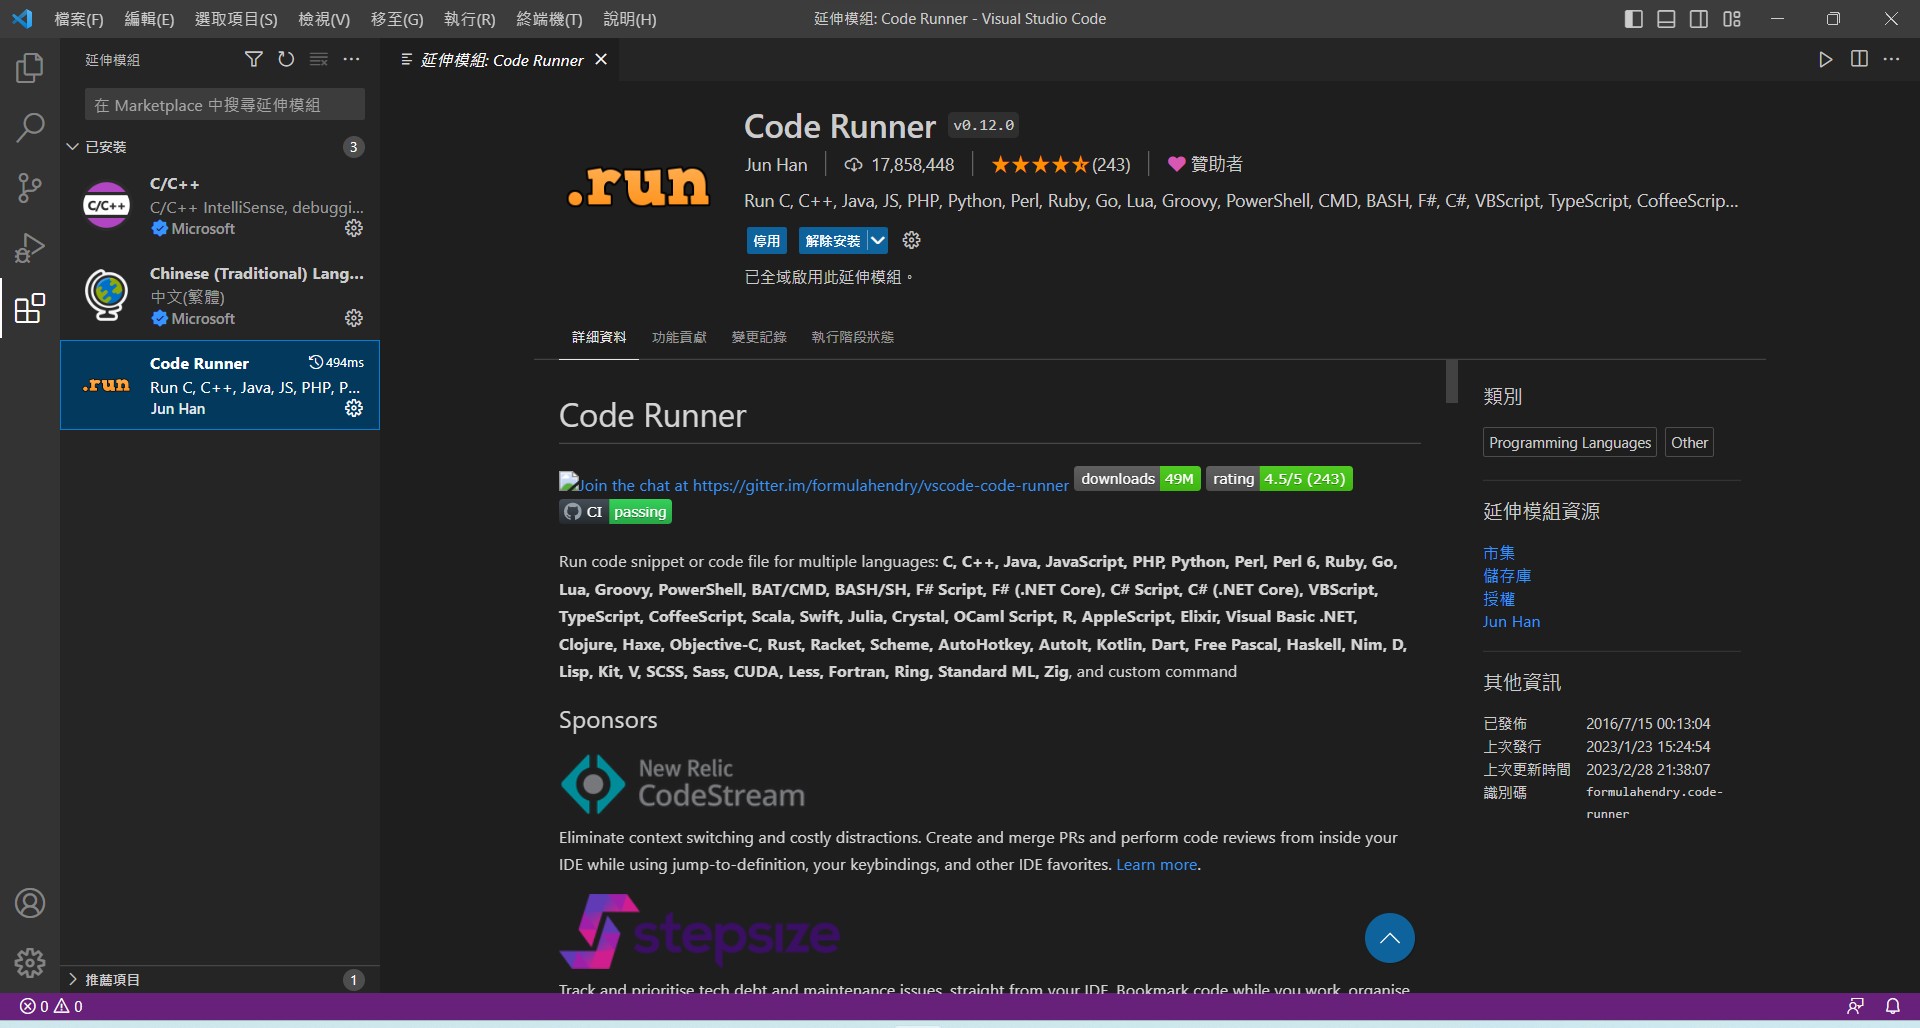 檔案(F) 編輯(E) 選取項目(S) 檢視(V) 移至(G) 執行(R) 終端機(T) 說明(H)
延伸模組: Code Runner - Visual Studio Code
延伸模組
在 Marketplace 中搜尋延伸模組
已安裝 3
C/C++
C/C++ IntelliSense, debuggi...
Microsoft
Chinese (Traditional) Lang...
中文(繁體)
Microsoft
Code Runner 494ms
Run C, C++, Java, JS, PHP, P...
Jun Han
推薦項目 1
延伸模組: Code Runner
.run
Code Runner v0.12.0
Jun Han 17,858,448 (243) 贊助者
Run C, C++, Java, JS, PHP, Python, Perl, Ruby, Go, Lua, Groovy, PowerShell, CMD, BASH, F#, C#, VBScript, TypeScript, CoffeeScrip...
停用 解除安裝
已全域啟用此延伸模組。
詳細資料 功能貢獻 變更記錄 執行階段狀態
Code Runner
Join the chat at https://gitter.im/formulahendry/vscode-code-runner downloads 49M rating 4.5/5 (243)
CI passing
Run code snippet or code file for multiple languages: C, C++, Java, JavaScript, PHP, Python, Perl, Perl 6, Ruby, Go,
Lua, Groovy, PowerShell, BAT/CMD, BASH/SH, F# Script, F# (.NET Core), C# Script, C# (.NET Core), VBScript,
TypeScript, CoffeeScript, Scala, Swift, Julia, Crystal, OCaml Script, R, AppleScript, Elixir, Visual Basic .NET,
Clojure, Haxe, Objective-C, Rust, Racket, Scheme, AutoHotkey, AutoIt, Kotlin, Dart, Free Pascal, Haskell, Nim, D,
Lisp, Kit, V, SCSS, Sass, CUDA, Less, Fortran, Ring, Standard ML, Zig, and custom command
Sponsors
New Relic
CodeStream
Eliminate context switching and costly distractions. Create and merge PRs and perform code reviews from inside your
IDE while using jump-to-definition, your keybindings, and other IDE favorites. Learn more.
stepsize
Track and prioritise tech debt and maintenance issues, straight from your IDE. Bookmark code while you work, organise
類別
Programming Languages Other
延伸模組資源
市集
儲存庫
授權
Jun Han
其他資訊
已發佈 2016/7/15 00:13:04
上次發行 2023/1/23 15:24:54
上次更新時間 2023/2/28 21:38:07
識別碼 formulahendry.code-
runner
.run
0 0